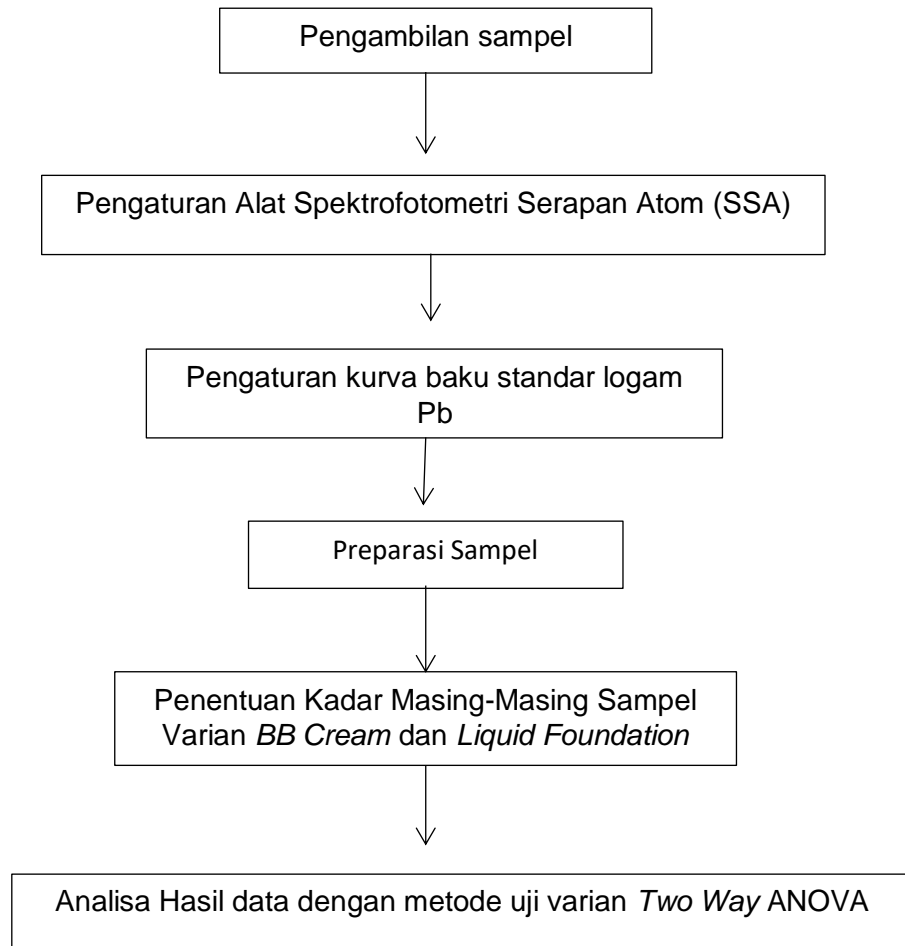 Pengambilan sampel
Pengaturan Alat Spektrofotometri Serapan Atom (SSA)
Pengaturan kurva baku standar logam
Pb
Preparasi Sampel
Penentuan Kadar Masing-Masing Sampel
Varian BB Cream dan Liquid Foundation
Analisa Hasil data dengan metode uji varian Two Way ANOVA